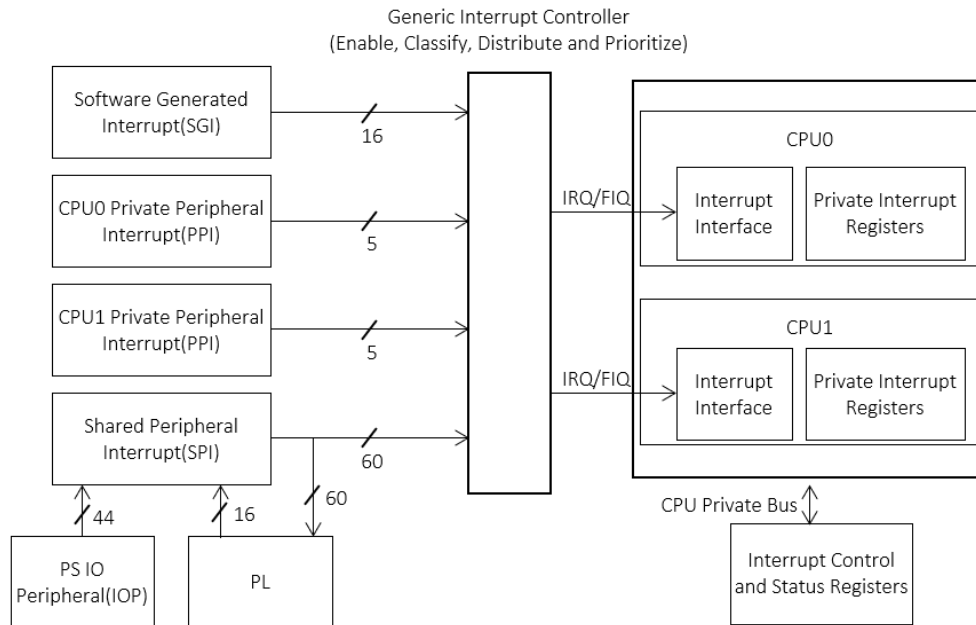 Generic Interrupt Controller
(Enable, Classify, Distribute and Prioritize)
Software Generated
Interrupt(SGI)
16
CPU0 Private Peripheral
Interrupt(PPI)
5
CPU1 Private Peripheral
Interrupt(PPI)
5
Shared Peripheral
Interrupt(SPI)
60
60
44
16
PS IO
Peripheral(IOP)
PL
IRQ/FIQ
CPU0
Interrupt
Interface
Private Interrupt
Registers
IRQ/FIQ
CPU1
Interrupt
Interface
Private Interrupt
Registers
CPU Private Bus
Interrupt Control
and Status Registers